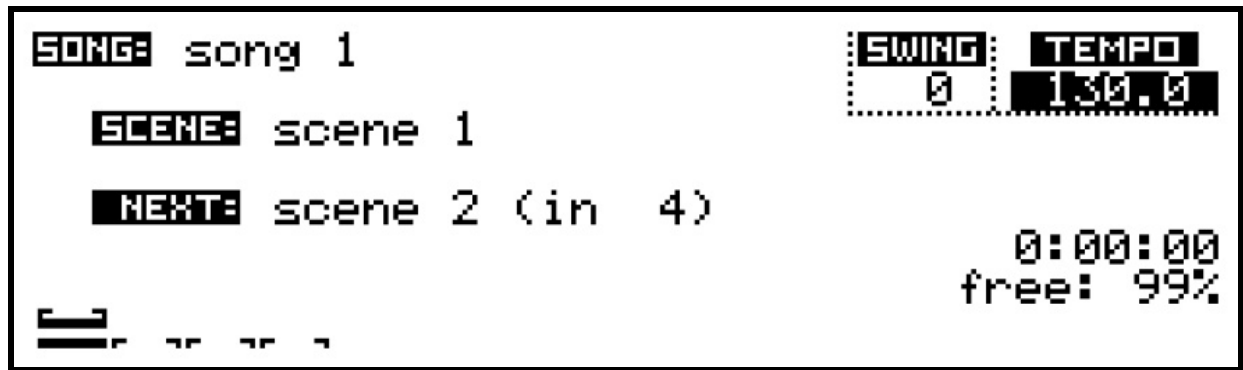 SONG: song 1
SWING TEMPO
0 130.0
SCENE: scene 1
NEXT: scene 2 (in 4)
0:00:00
free: 99%